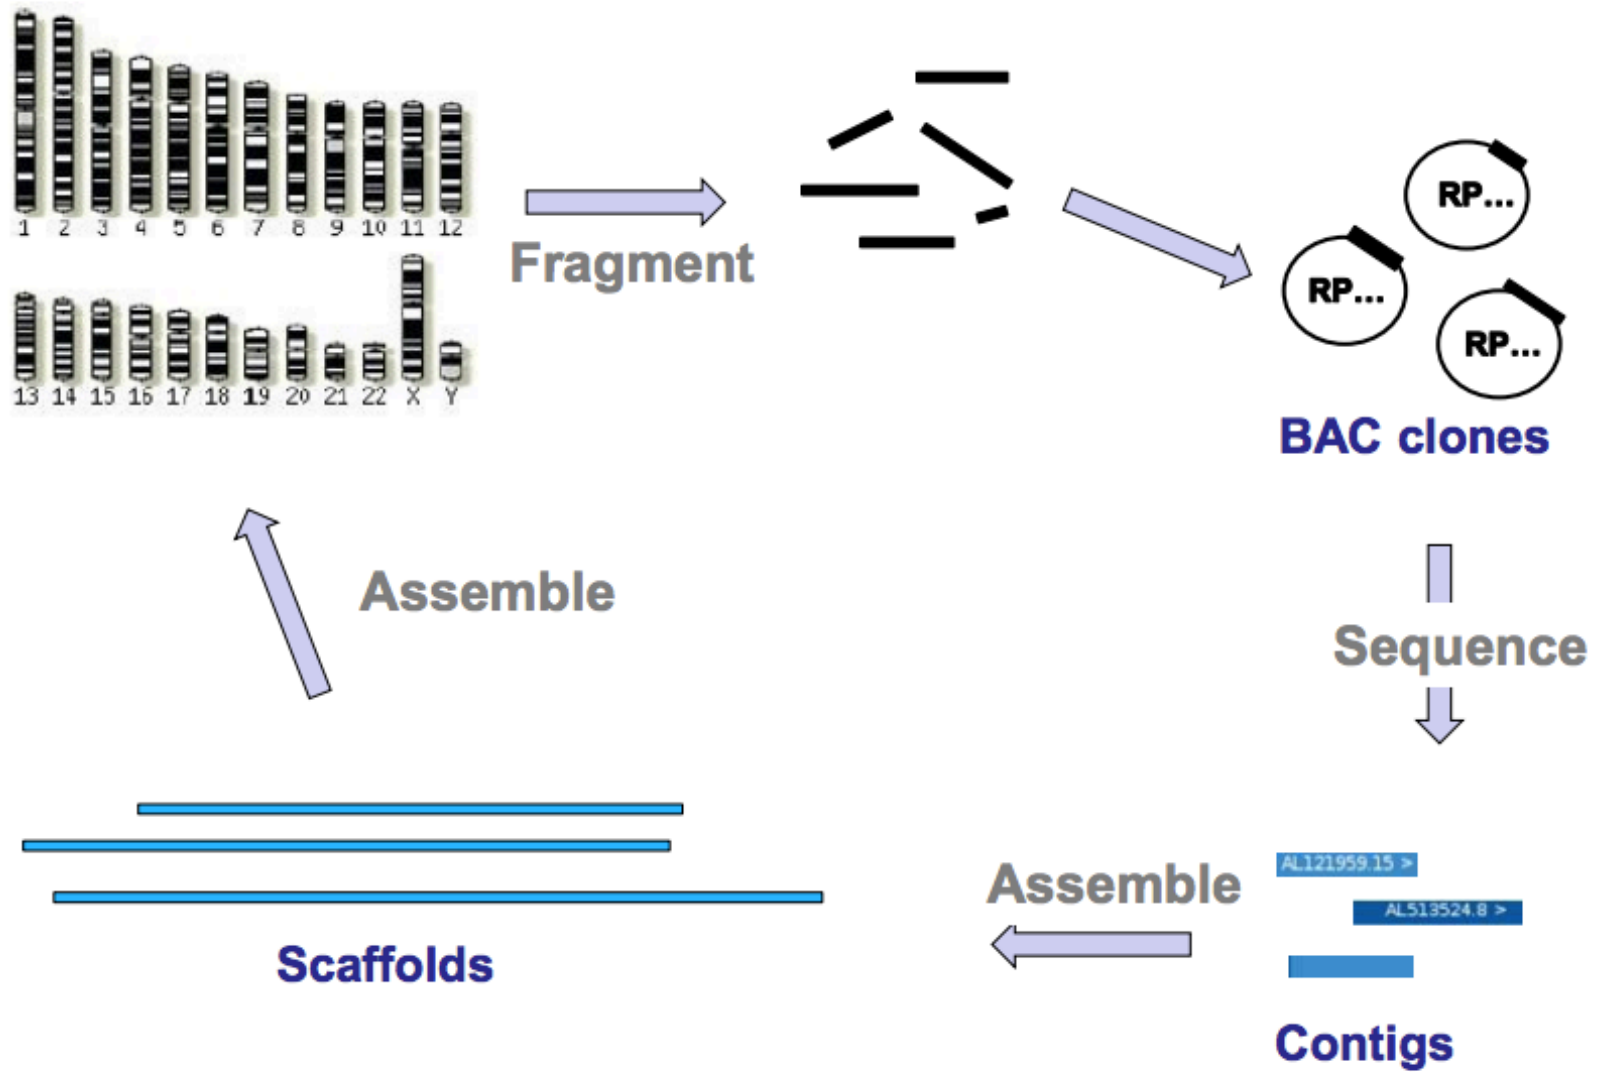 1 2 3 4 5 6 7 8 9 10 11 12
13 14 15 16 17 18 19 20 21 22 X Y
Fragment
RP...
RP...
RP...
BAC clones
Sequence
AL121959.15 >
AL513524.8 >
Contigs
Assemble
Scaffolds
Assemble